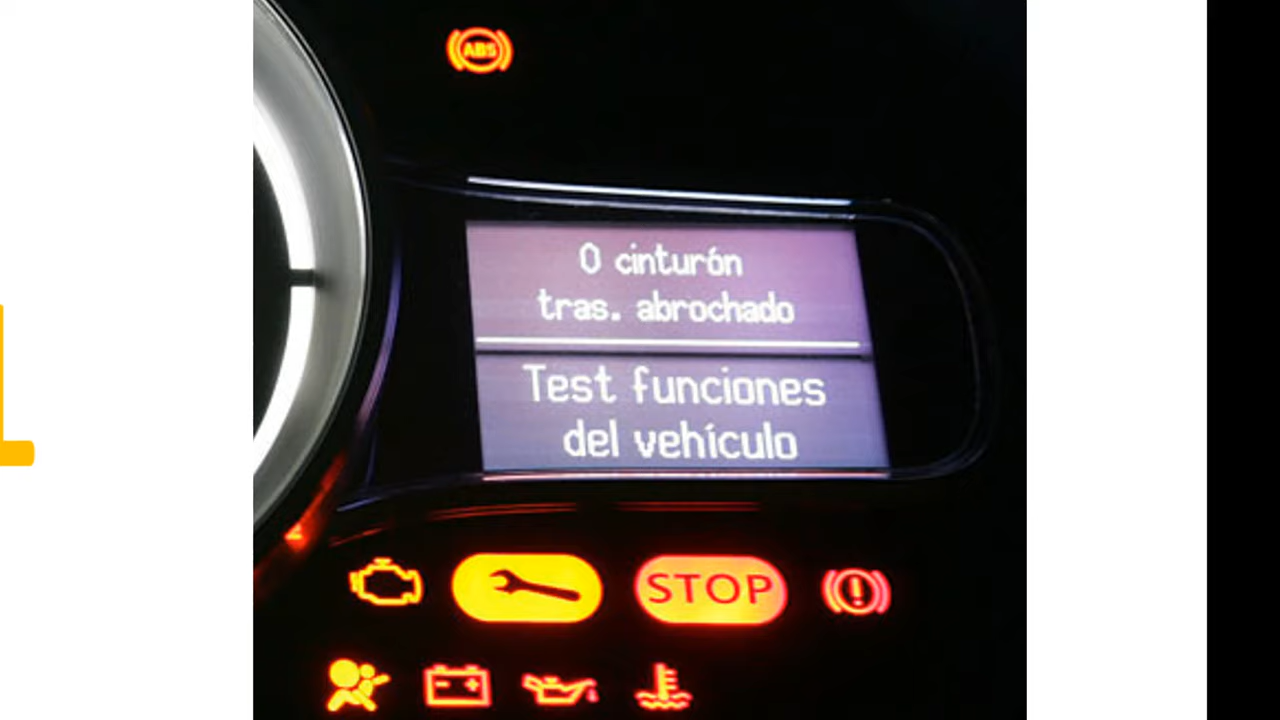 ABS
0 cinturón
tras. abrochado
Test funciones
del vehículo
STOP